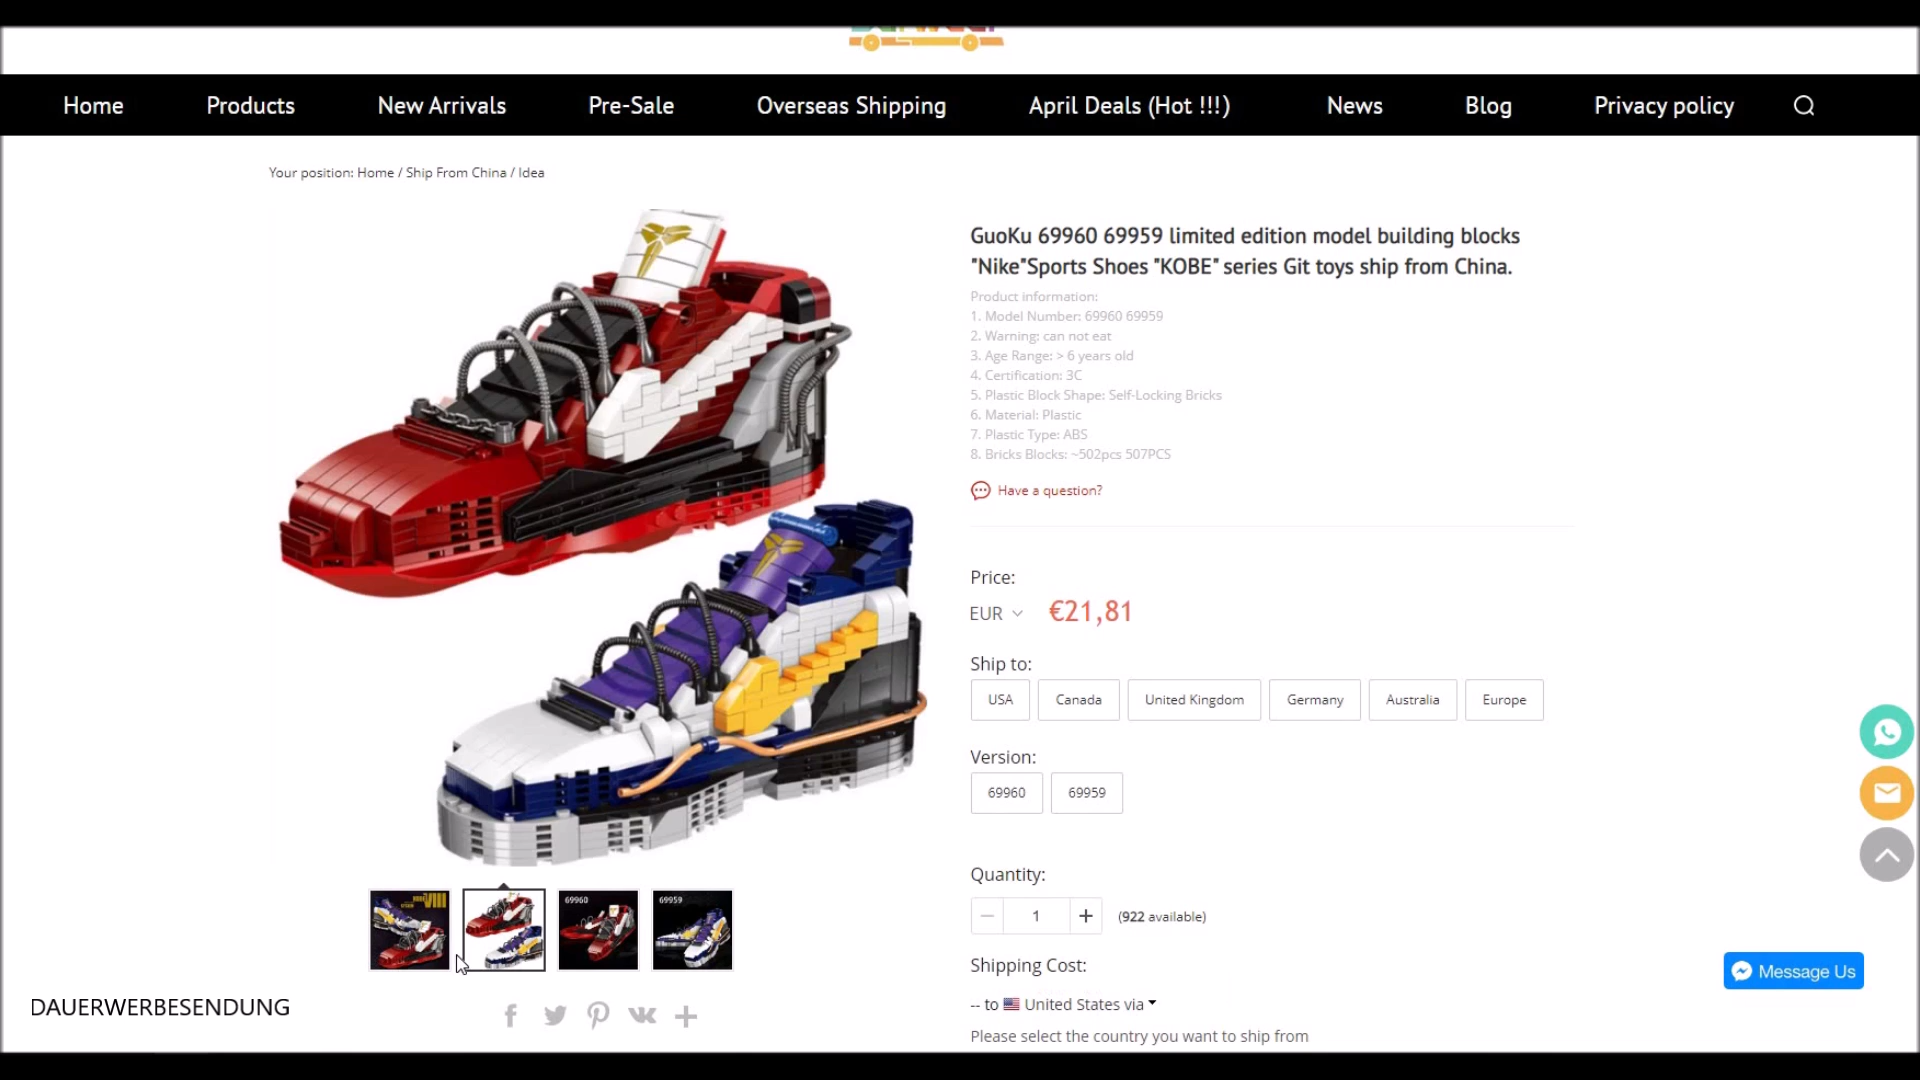 Home
Products
New Arrivals
Pre-Sale
Overseas Shipping
April Deals (Hot !!!)
News
Blog
Privacy policy
Your position: Home / Ship From China / Idea
GuoKu 69960 69959 limited edition model building blocks
"Nike"Sports Shoes "KOBE" series Git toys ship from China.
Product information:
1. Model Number: 69960 69959
2. Warning: can not eat
3. Age Range: > 6 years old
4. Certification: 3C
5. Plastic Block Shape: Self-Locking Bricks
6. Material: Plastic
7. Plastic Type: ABS
8. Bricks Blocks: ~502pcs 507PCS
Have a question?
Price:
EUR €21,81
Ship to:
USA
Canada
United Kingdom
Germany
Australia
Europe
Version:
69960
69959
Quantity:
1
(922 available)
Shipping Cost:
-- to United States via
Please select the country you want to ship from
VIII
69960
69959
Message Us
DAUERWERBESENDUNG